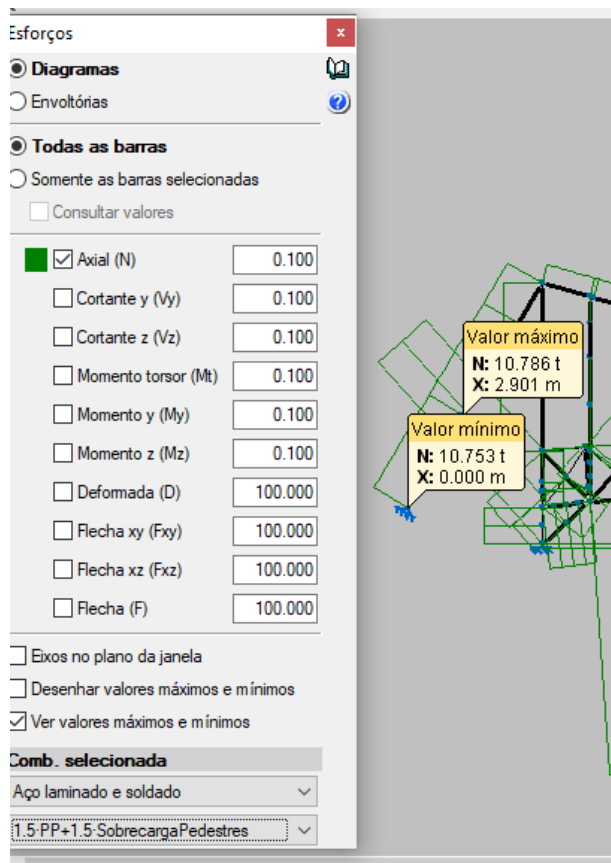 Esforços
x
Diagramas
Envoltórias
Todas as barras
Somente as barras selecionadas
Consultar valores
Axial (N) 0.100
Cortante y (Vy) 0.100
Cortante z (Vz) 0.100
Momento torsor (Mt) 0.100
Momento y (My) 0.100
Momento z (Mz) 0.100
Deformada (D) 100.000
Flecha xy (Fxy) 100.000
Flecha xz (Fxz) 100.000
Flecha (F) 100.000
Eixos no plano da janela
Desenhar valores máximos e mínimos
Ver valores máximos e mínimos
Comb. selecionada
Aço laminado e soldado
1.5·PP+1.5·SobrecargaPedestres
Valor máximo
N: 10.786 t
X: 2.901 m
Valor mínimo
N: 10.753 t
X: 0.000 m